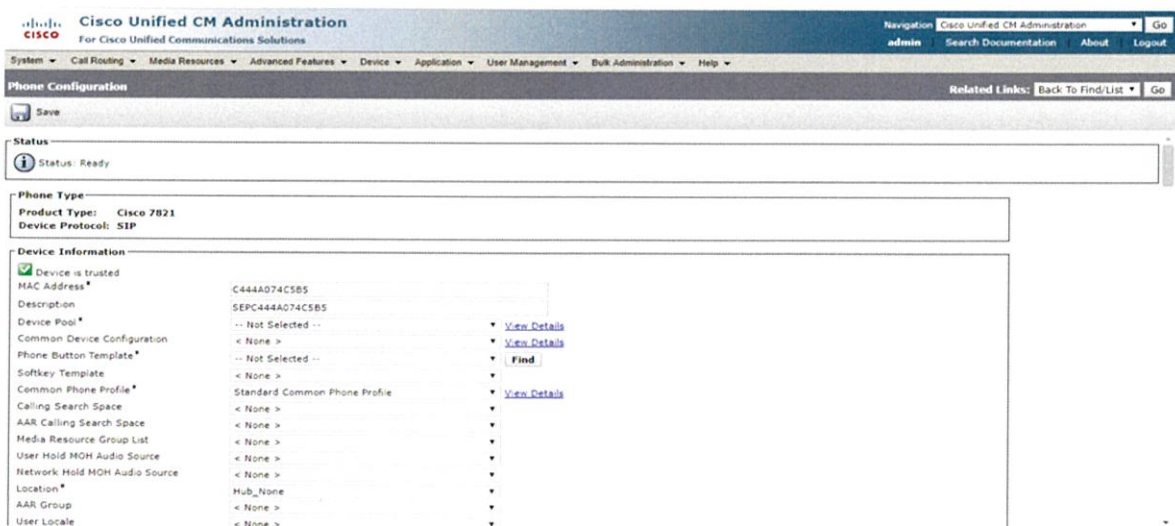 CISCO
Cisco Unified CM Administration
For Cisco Unified Communications Solutions
Navigation Cisco Unified CM Administration Go
admin Search Documentation About Logout
System Call Routing Media Resources Advanced Features Device Application User Management Bulk Administration Help
Phone Configuration
Related Links: Back To Find/List Go
Save
Status
Status: Ready
Phone Type
Product Type: Cisco 7821
Device Protocol: SIP
Device Information
Device is trusted
MAC Address* C444A074C5B5
Description SEPC444A074C5B5
Device Pool* -- Not Selected -- View Details
Common Device Configuration < None > View Details
Phone Button Template* -- Not Selected -- Find
Softkey Template < None >
Common Phone Profile* Standard Common Phone Profile View Details
Calling Search Space < None >
AAR Calling Search Space < None >
Media Resource Group List < None >
User Hold MOH Audio Source < None >
Network Hold MOH Audio Source < None >
Location* Hub_None
AAR Group < None >
User Locale < None >